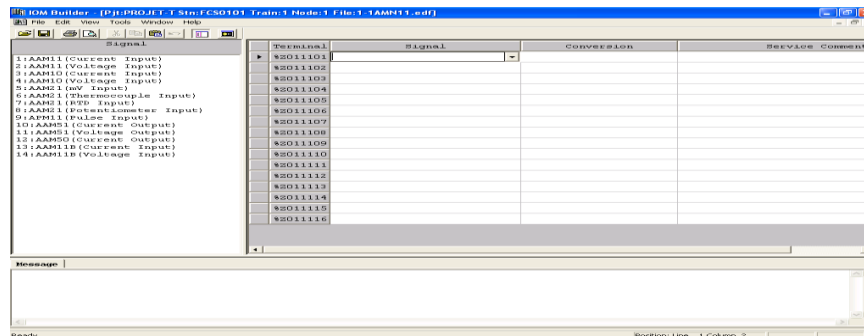 IOM Builder - [Pjt:PROJET-T Stn:FCS0101 Train:1 Node:1 File:1-1AMN11.edf]
File Edit View Tools Window Help
Signal
1:AAM11(Current Input)
2:AAM11(Voltage Input)
3:AAM10(Current Input)
4:AAM10(Voltage Input)
5:AAM21(mV Input)
6:AAM21(Thermocouple Input)
7:AAM21(RTD Input)
8:AAM21(Potentiometer Input)
9:APM11(Pulse Input)
10:AAM51(Current Output)
11:AAM51(Voltage Output)
12:AAM50(Current Output)
13:AAM11B(Current Input)
14:AAM11B(Voltage Input)
Terminal Signal Conversion Service Comment
%Z011101
%Z011102
%Z011103
%Z011104
%Z011105
%Z011106
%Z011107
%Z011108
%Z011109
%Z011110
%Z011111
%Z011112
%Z011113
%Z011114
%Z011115
%Z011116
Message
Ready Position: Line 1 Column 2